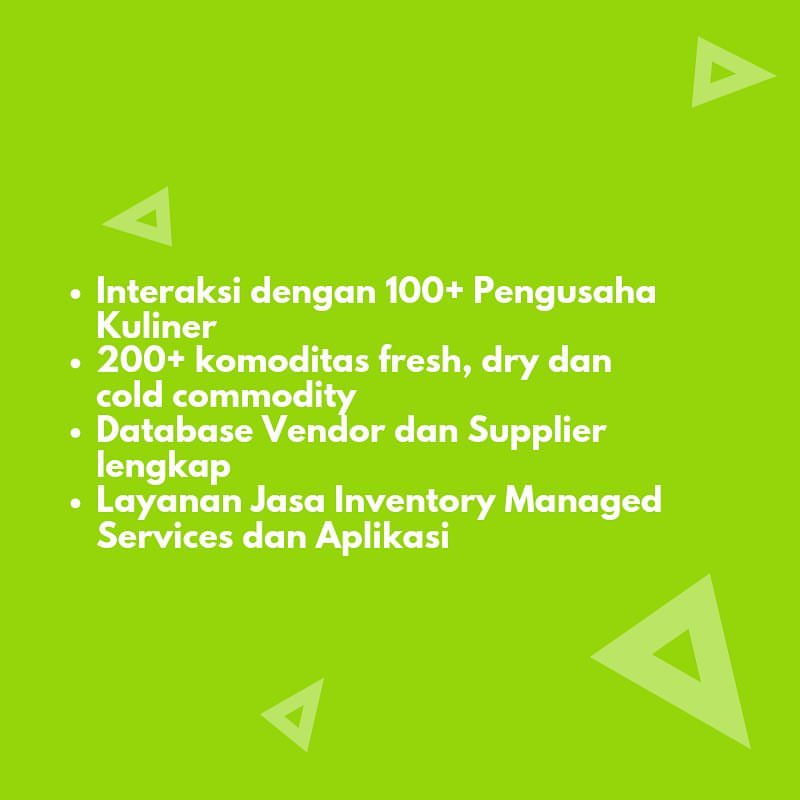 • Interaksi dengan 100+ Pengusaha
Kuliner
• 200+ komoditas fresh, dry dan
cold commodity
• Database Vendor dan Supplier
lengkap
• Layanan Jasa Inventory Managed
Services dan Aplikasi